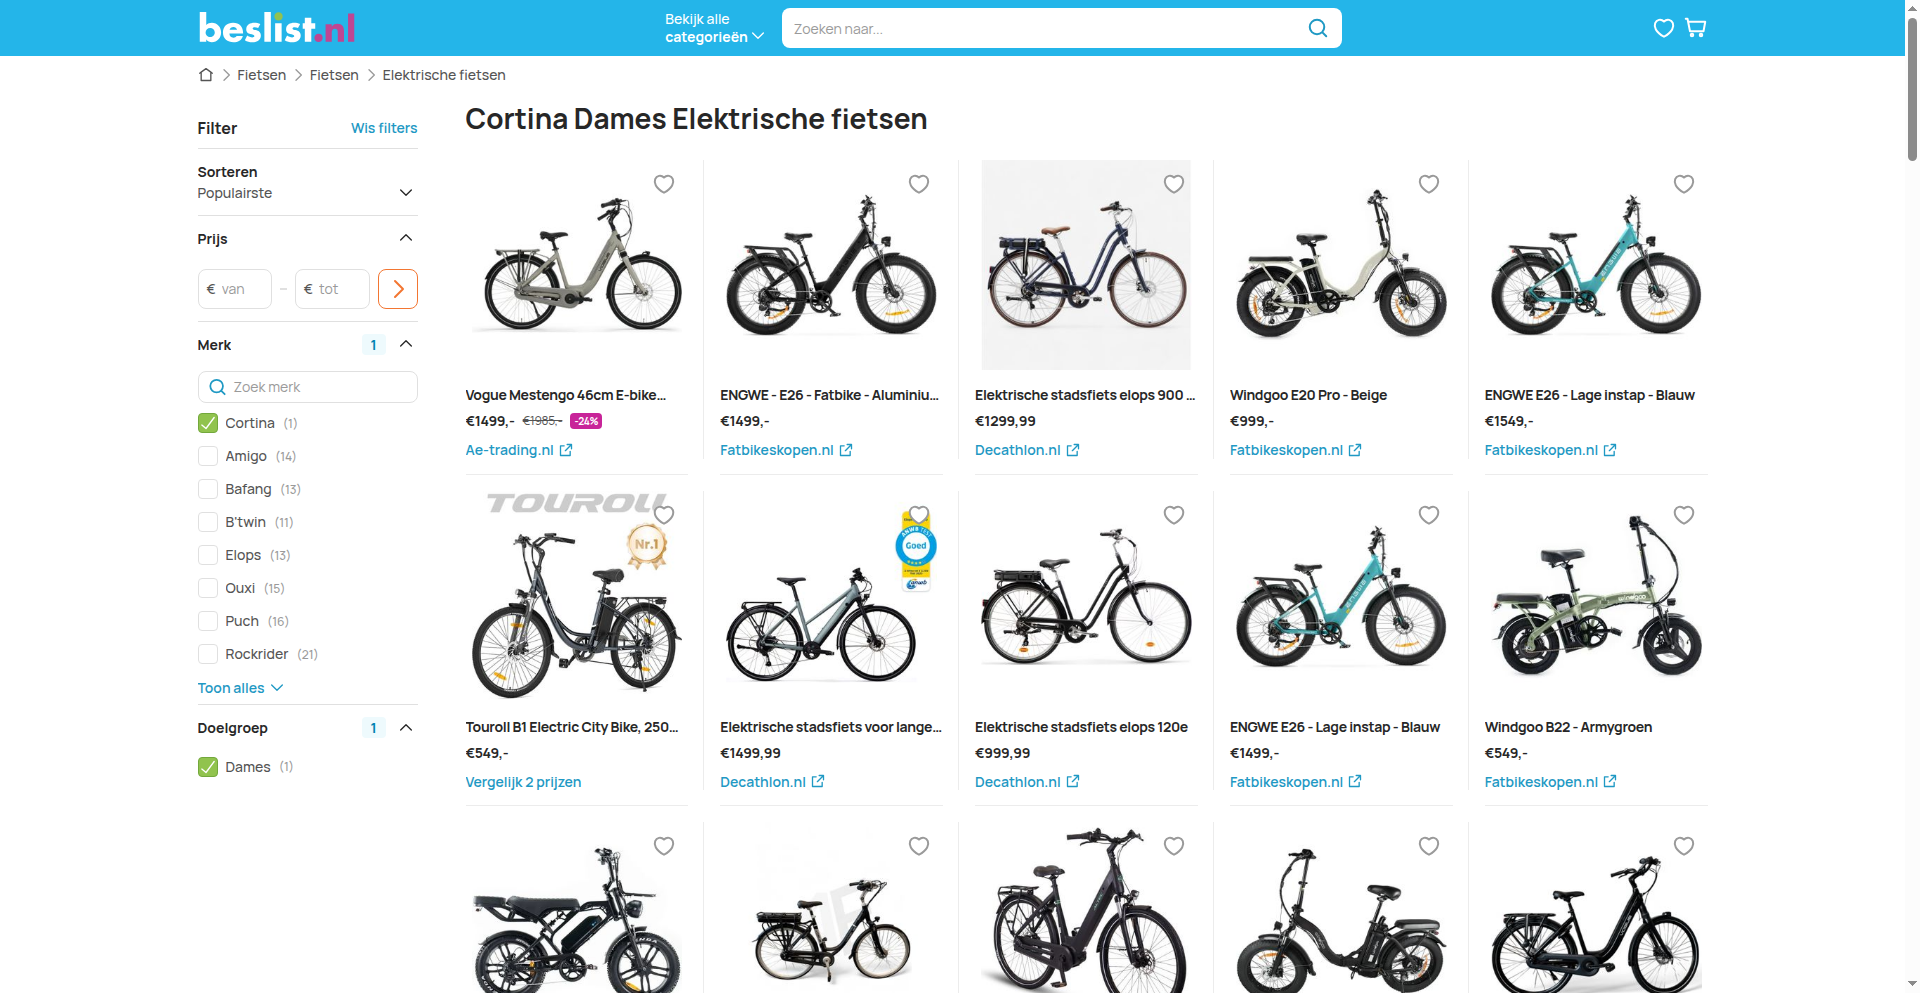 beslist.nl
Bekijk alle
categorieën
Zoeken naar...
Fietsen
Fietsen
Elektrische fietsen
Filter
Wis filters
Sorteren
Populairste
Prijs
€ van
–
€ tot
Merk
1
Zoek merk
Cortina (1)
Amigo (14)
Bafang (13)
B'twin (11)
Elops (13)
Ouxi (15)
Puch (16)
Rockrider (21)
Toon alles
Doelgroep
1
Dames (1)
Cortina Dames Elektrische fietsen
Vogue Mestengo 46cm E-bike...
€1499,- €1985,- -24%
Ae-trading.nl
ENGWE - E26 - Fatbike - Aluminiu...
€1499,-
Fatbikeskopen.nl
Elektrische stadsfiets elops 900 ...
€1299,99
Decathlon.nl
Windgoo E20 Pro - Beige
€999,-
Fatbikeskopen.nl
ENGWE E26 - Lage instap - Blauw
€1549,-
Fatbikeskopen.nl
TOUROLL
Nr.1
Touroll B1 Electric City Bike, 250...
€549,-
Vergelijk 2 prijzen
Goed
Elektrische stadsfiets voor lange...
€1499,99
Decathlon.nl
Elektrische stadsfiets elops 120e
€999,99
Decathlon.nl
ENGWE E26 - Lage instap - Blauw
€1499,-
Fatbikeskopen.nl
Windgoo B22 - Armygroen
€549,-
Fatbikeskopen.nl